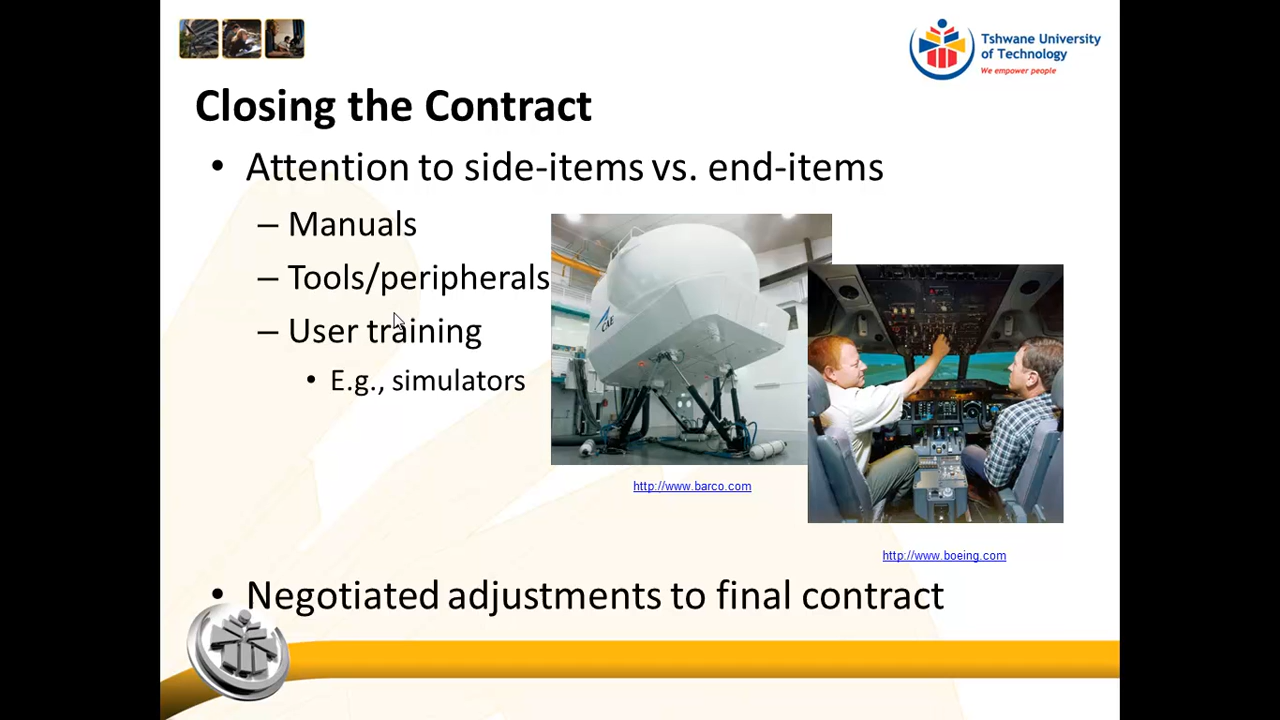 Tshwane University
of Technology
We empower people
Closing the Contract
• Attention to side-items vs. end-items
– Manuals
– Tools/peripherals
– User training
• E.g., simulators
CAE
http://www.barco.com
http://www.boeing.com
• Negotiated adjustments to final contract